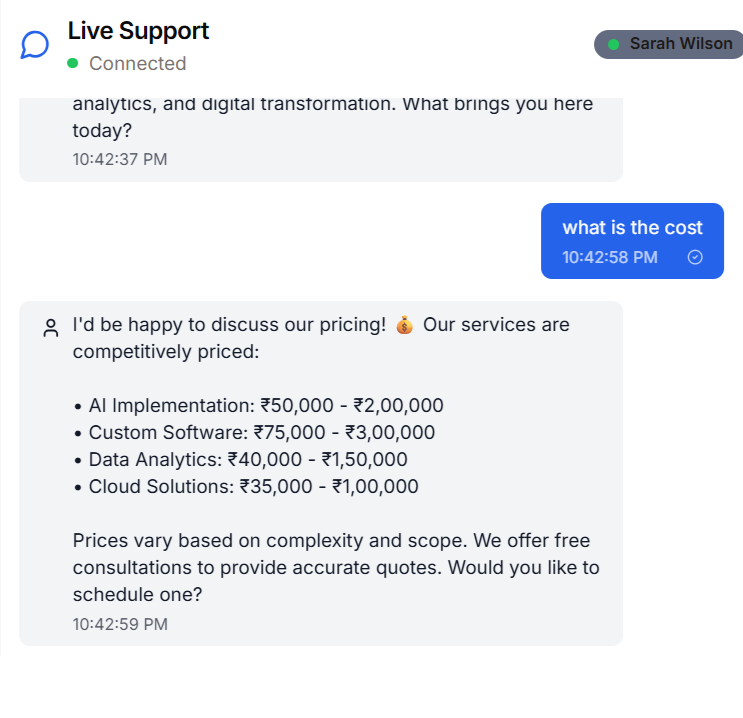 Live Support
Connected
Sarah Wilson
analytics, and digital transformation. What brings you here
today?
10:42:37 PM
what is the cost
10:42:58 PM
I'd be happy to discuss our pricing! 💰 Our services are
competitively priced:
• AI Implementation: ₹50,000 - ₹2,00,000
• Custom Software: ₹75,000 - ₹3,00,000
• Data Analytics: ₹40,000 - ₹1,50,000
• Cloud Solutions: ₹35,000 - ₹1,00,000
Prices vary based on complexity and scope. We offer free
consultations to provide accurate quotes. Would you like to
schedule one?
10:42:59 PM